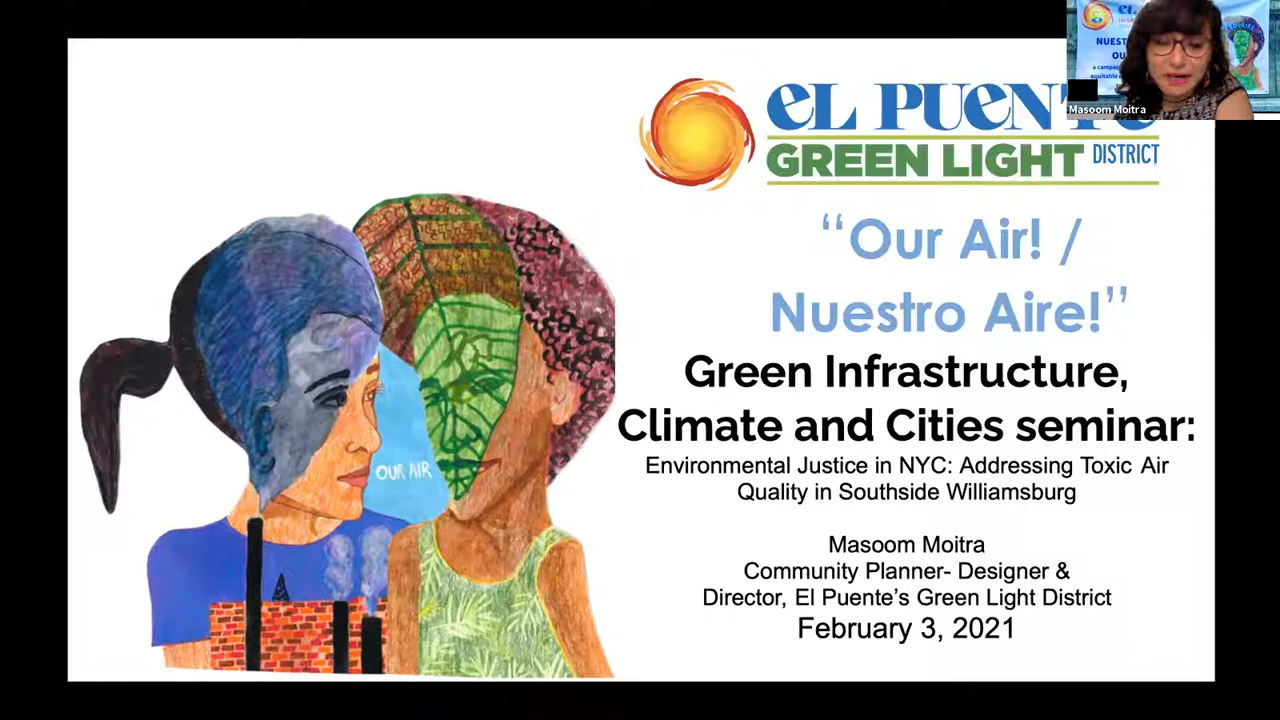 EL PUENTE
GREEN LIGHT DISTRICT
“Our Air! /
Nuestro Aire!”
Green Infrastructure,
Climate and Cities seminar:
Environmental Justice in NYC: Addressing Toxic Air
Quality in Southside Williamsburg
Masoom Moitra
Community Planner- Designer &
Director, El Puente’s Green Light District
February 3, 2021
OUR AIR
Masoom Moitra